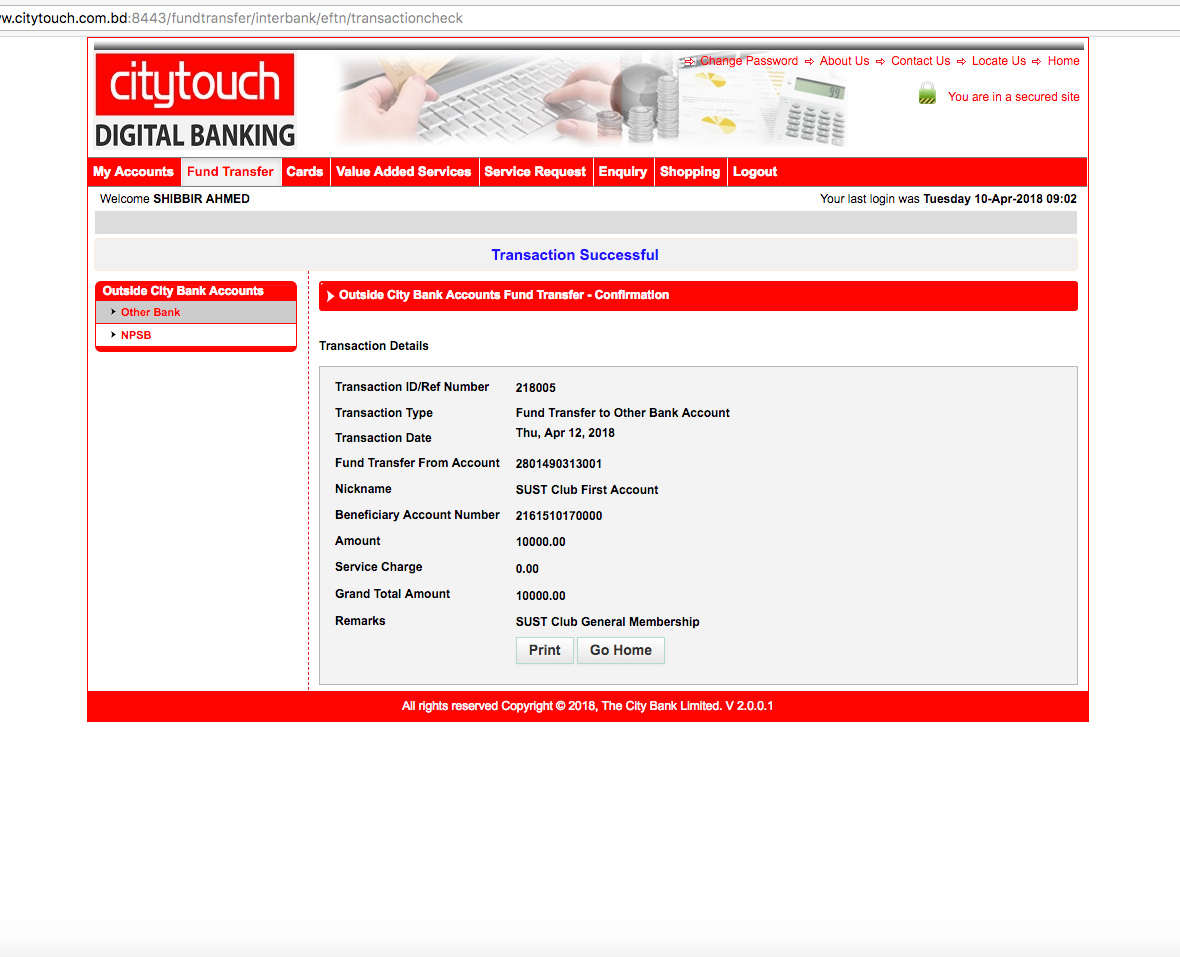 w.citytouch.com.bd:8443/fundtransfer/interbank/eftn/transactioncheck
citytouch
DIGITAL BANKING
Change Password About Us Contact Us Locate Us Home
99
You are in a secured site
My Accounts Fund Transfer Cards Value Added Services Service Request Enquiry Shopping Logout
Welcome SHIBBIR AHMED Your last login was Tuesday 10-Apr-2018 09:02
Transaction Successful
Outside City Bank Accounts
Other Bank
NPSB
Outside City Bank Accounts Fund Transfer - Confirmation
Transaction Details
Transaction ID/Ref Number 218005
Transaction Type Fund Transfer to Other Bank Account
Transaction Date Thu, Apr 12, 2018
Fund Transfer From Account 2801490313001
Nickname SUST Club First Account
Beneficiary Account Number 2161510170000
Amount 10000.00
Service Charge 0.00
Grand Total Amount 10000.00
Remarks SUST Club General Membership
Print Go Home
All rights reserved Copyright © 2018, The City Bank Limited. V 2.0.0.1